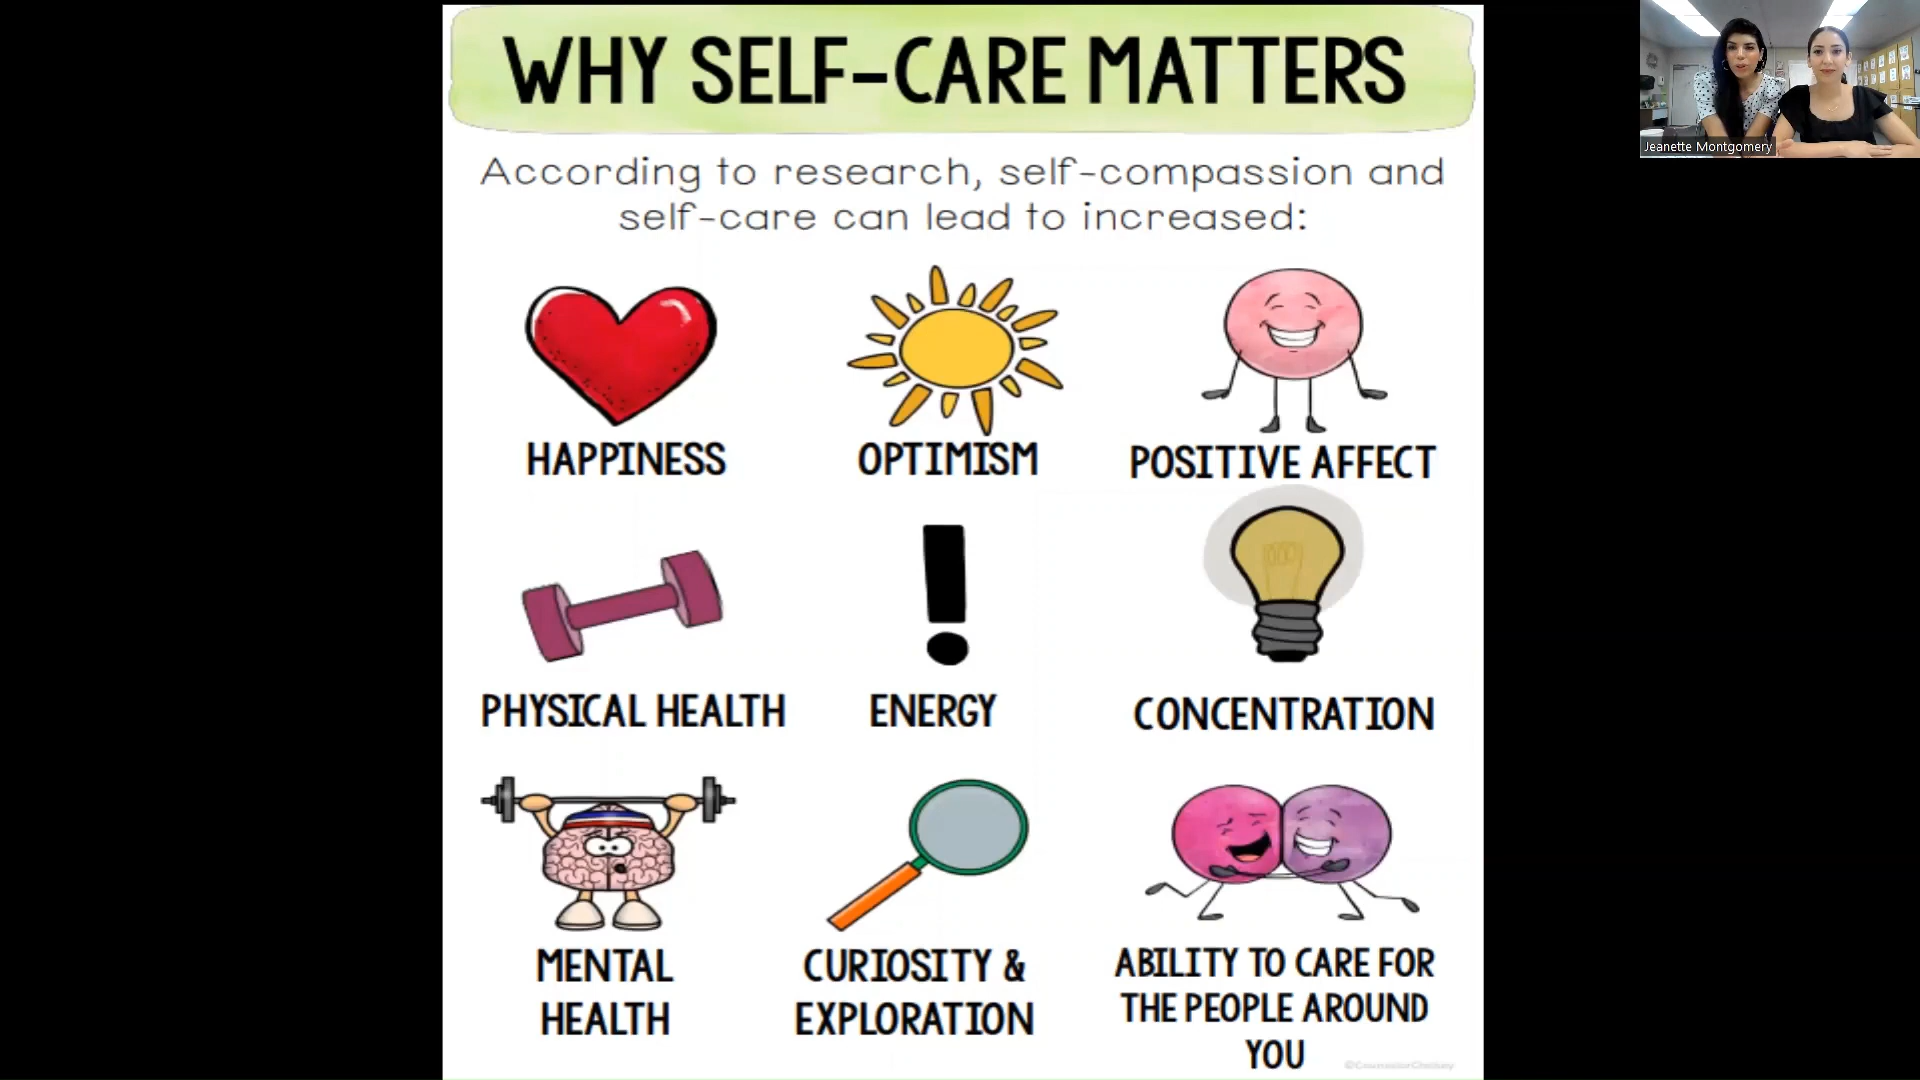 WHY SELF-CARE MATTERS
According to research, self-compassion and
self-care can lead to increased:
HAPPINESS
OPTIMISM
POSITIVE AFFECT
PHYSICAL HEALTH
ENERGY
CONCENTRATION
MENTAL
HEALTH
CURIOSITY &
EXPLORATION
ABILITY TO CARE FOR
THE PEOPLE AROUND
YOU
©CounselorChelsey
Jeanette Montgomery